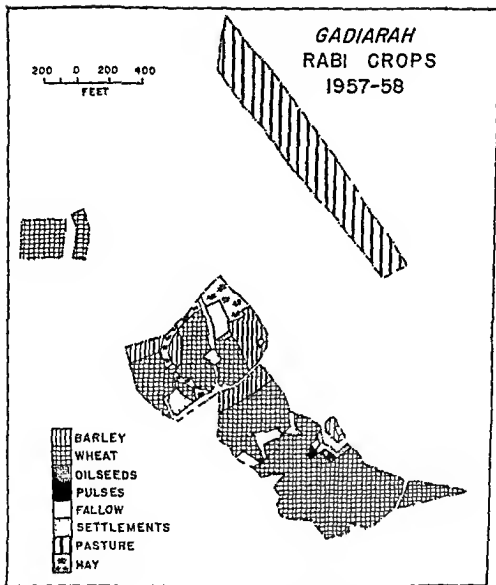 GADIARAH
RABI CROPS
1957-58
200 0 200 400
FEET
BARLEY
WHEAT
OILSEEDS
PULSES
FALLOW
SETTLEMENTS
PASTURE
HAY